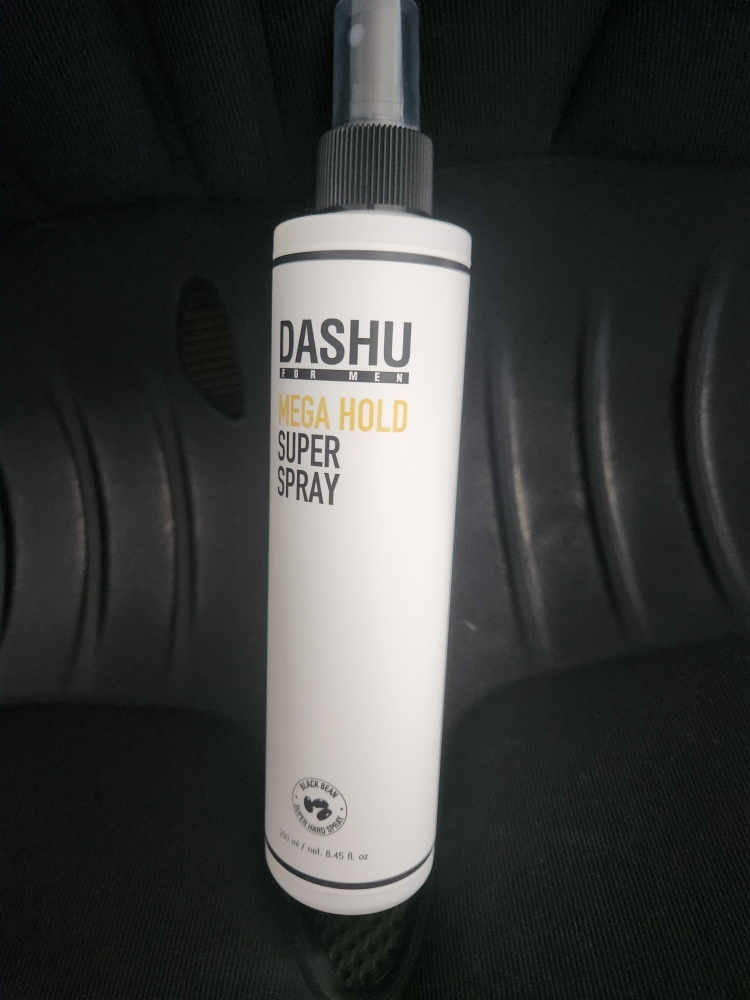 DASHU
FOR MEN
MEGA HOLD
SUPER
SPRAY
BLACK BEAN
SUPER HARD SPRAY
250 ml / net. 8.45 fl. oz